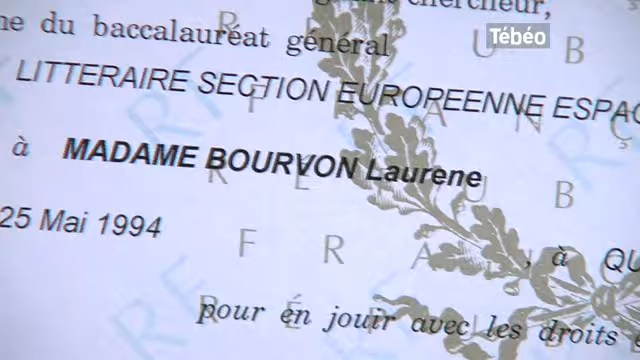 chercheur,
Tébéo
ne du baccalauréat général
LITTERAIRE SECTION EUROPEENNE ESPAG
à MADAME BOURVON Laurene
25 Mai 1994
, à QU
pour en jouir avec les droits